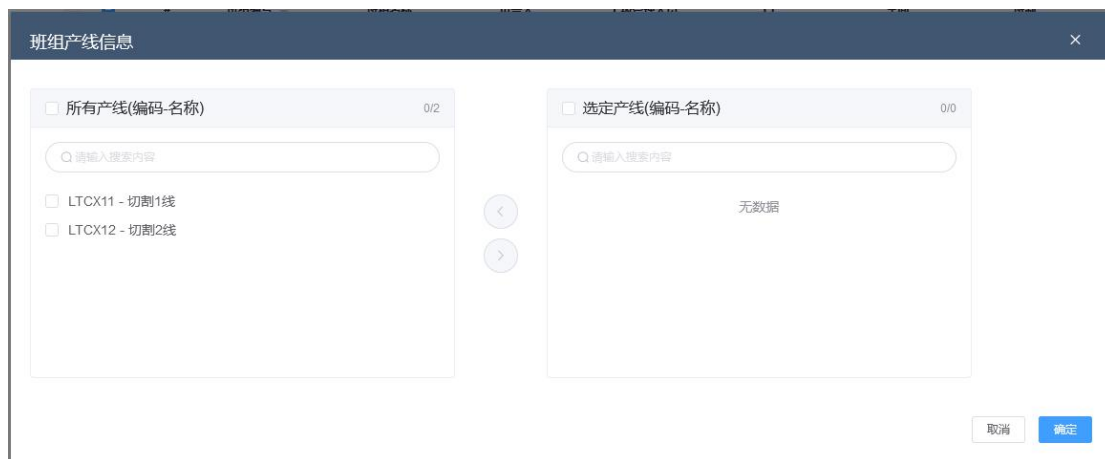 班组产线信息
所有产线(编码-名称) 0/2
请输入搜索内容
LTCX11 - 切割1线
LTCX12 - 切割2线
选定产线(编码-名称) 0/0
请输入搜索内容
无数据
取消 确定